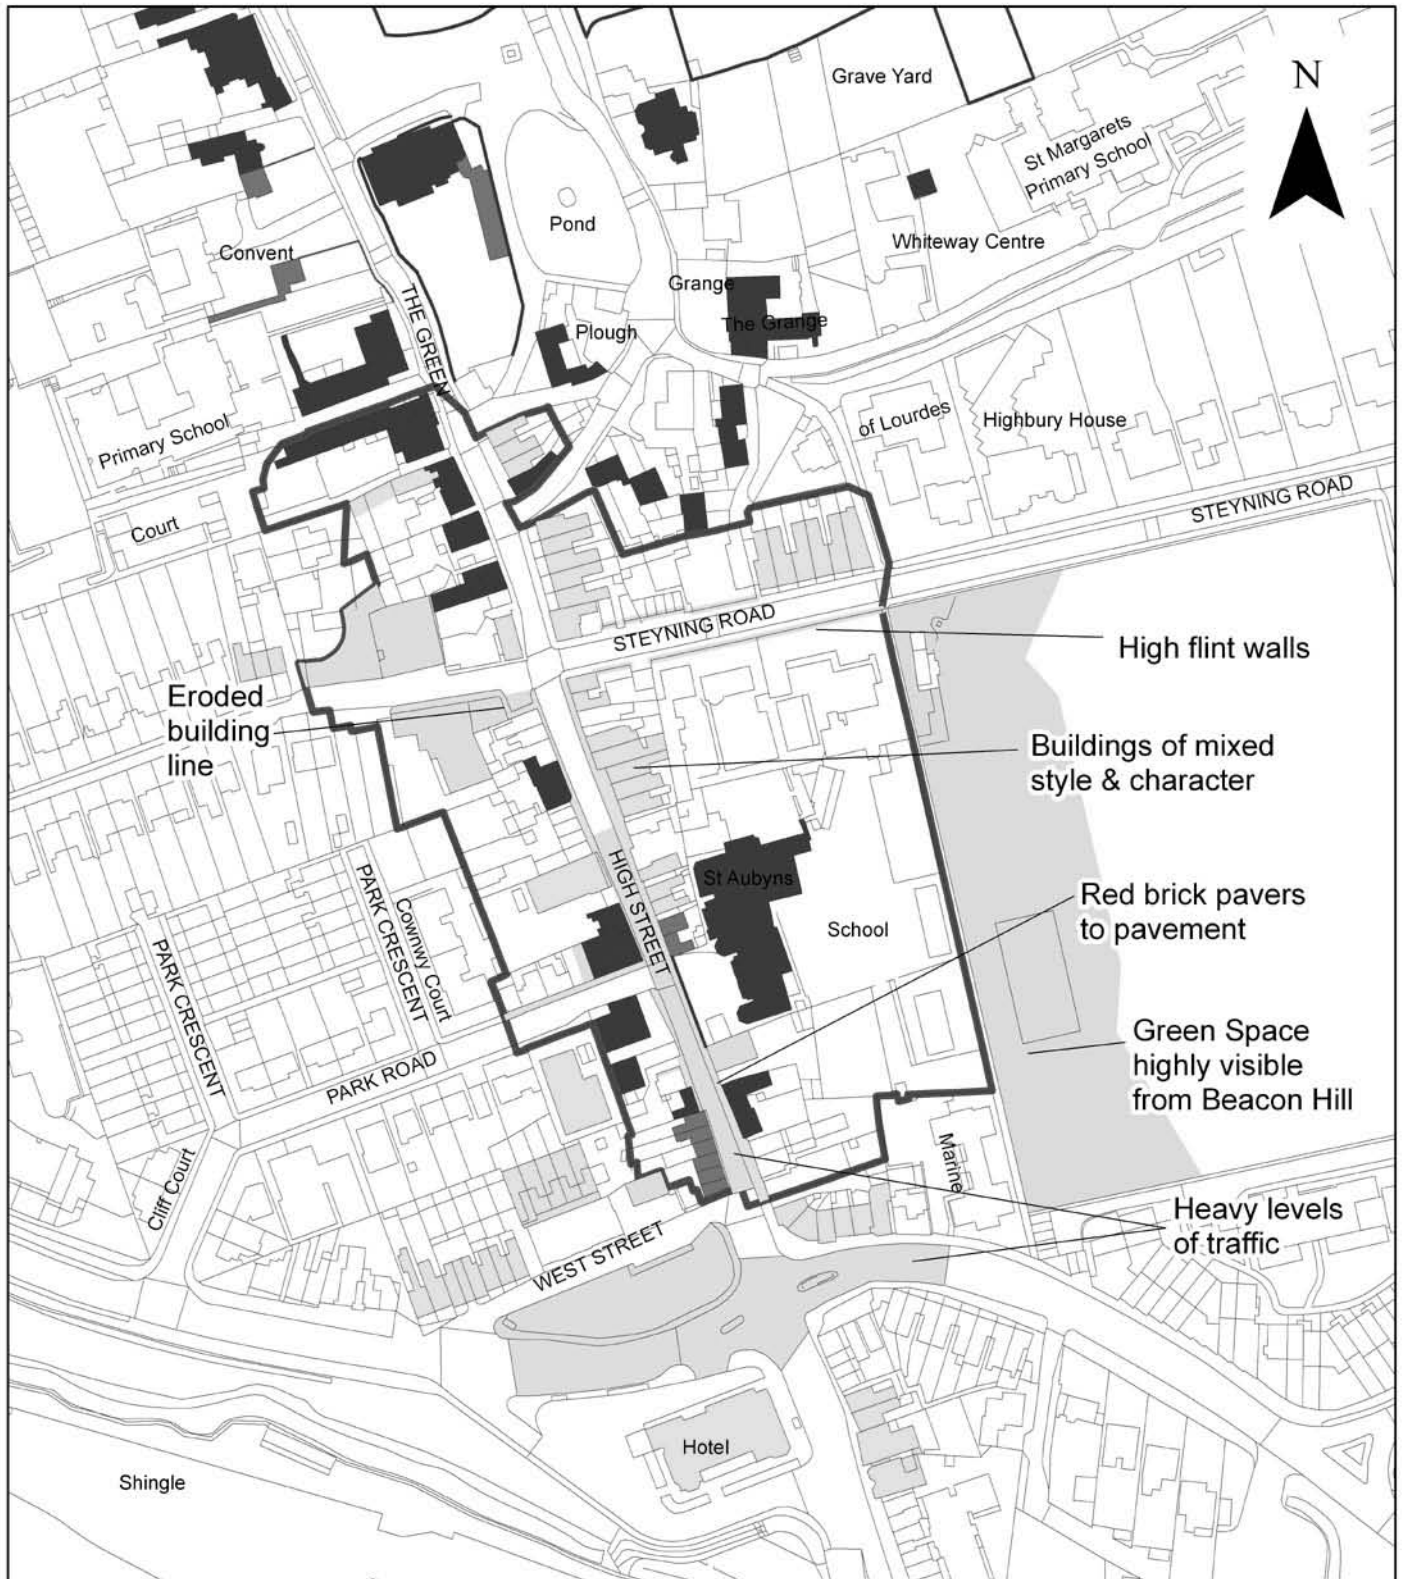 Grave Yard
N
St Margarets
Primary School
Pond
Whiteway Centre
Convent
Grange
THE GREEN
Plough
The Grange
of Lourdes
Highbury House
Primary School
STEYNING ROAD
Court
STEYNING ROAD
High flint walls
Eroded
building
line
Buildings of mixed
style & character
HIGH STREET
St Aubyns
PARK CRESCENT
Cownwy Court
PARK CRESCENT
School
Red brick pavers
to pavement
PARK ROAD
Green Space
highly visible
from Beacon Hill
Marine
Cliff Court
Heavy levels
of traffic
WEST STREET
Hotel
Shingle